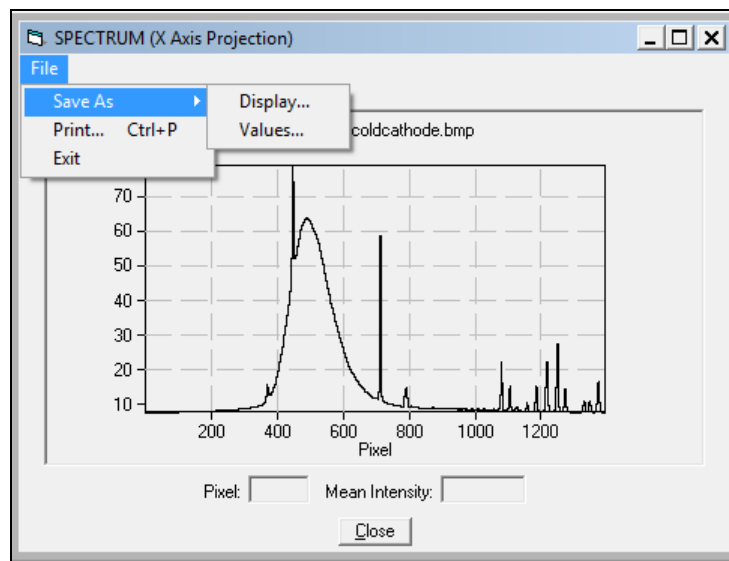 SPECTRUM (X Axis Projection)
File
Save As Display...
Print... Ctrl+P Values... coldcathode.bmp
Exit
70
60
50
40
30
20
10
200 400 600 800 1000 1200
Pixel
Pixel: Mean Intensity:
Close